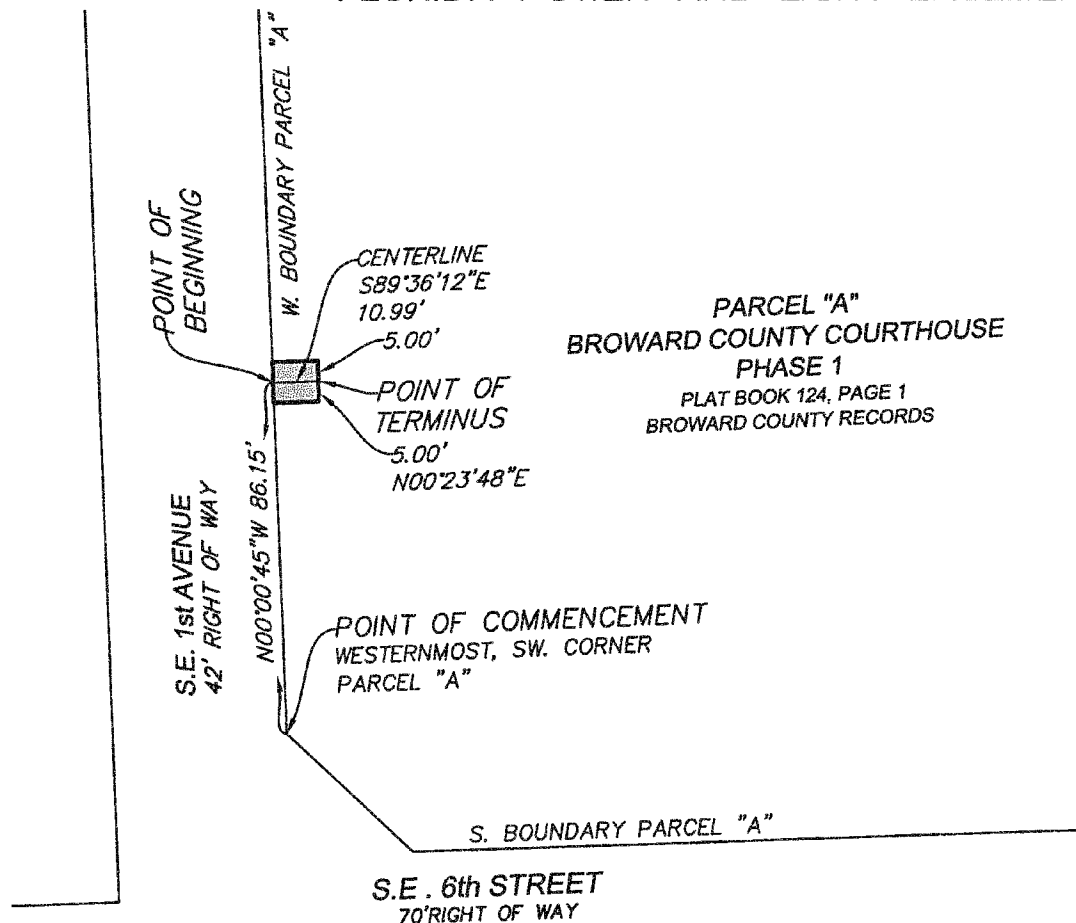 W. BOUNDARY PARCEL "A"
POINT OF
BEGINNING
CENTERLINE
S89°36'12"E
10.99'
5.00'
POINT OF
TERMINUS
5.00'
N00°23'48"E
PARCEL "A"
BROWARD COUNTY COURTHOUSE
PHASE 1
PLAT BOOK 124, PAGE 1
BROWARD COUNTY RECORDS
S.E. 1st AVENUE
42' RIGHT OF WAY
N00°00'45"W 86.15'
POINT OF COMMENCEMENT
WESTERNMOST, SW. CORNER
PARCEL "A"
S. BOUNDARY PARCEL "A"
S.E . 6th STREET
70'RIGHT OF WAY